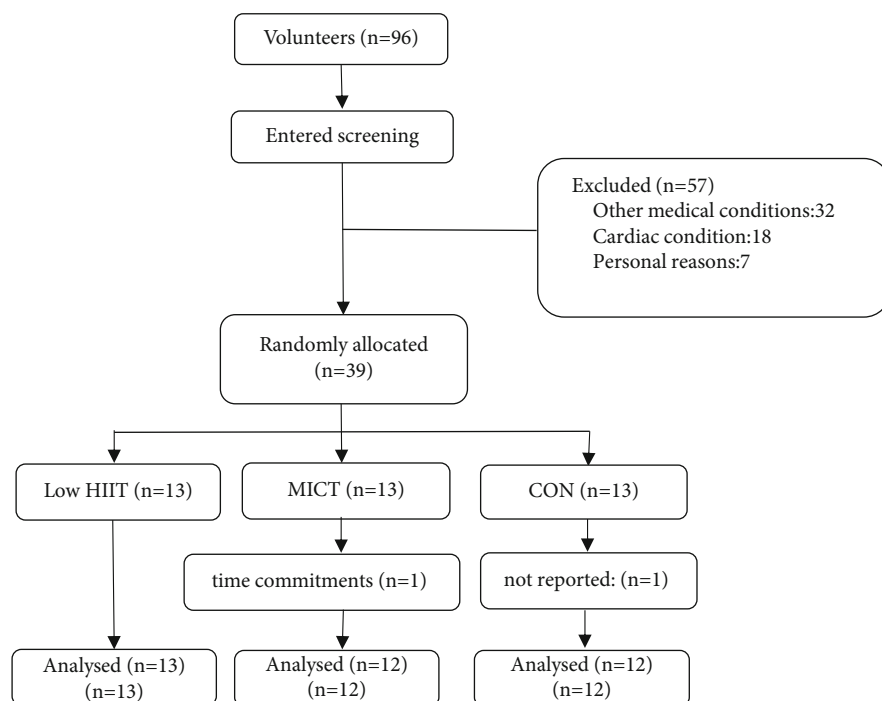 Volunteers (n=96)
Entered screening
Excluded (n=57)
Other medical conditions:32
Cardiac condition:18
Personal reasons:7
Randomly allocated
(n=39)
Low HIIT (n=13)
MICT (n=13)
CON (n=13)
time commitments (n=1)
not reported: (n=1)
Analysed (n=13)
(n=13)
Analysed (n=12)
(n=12)
Analysed (n=12)
(n=12)